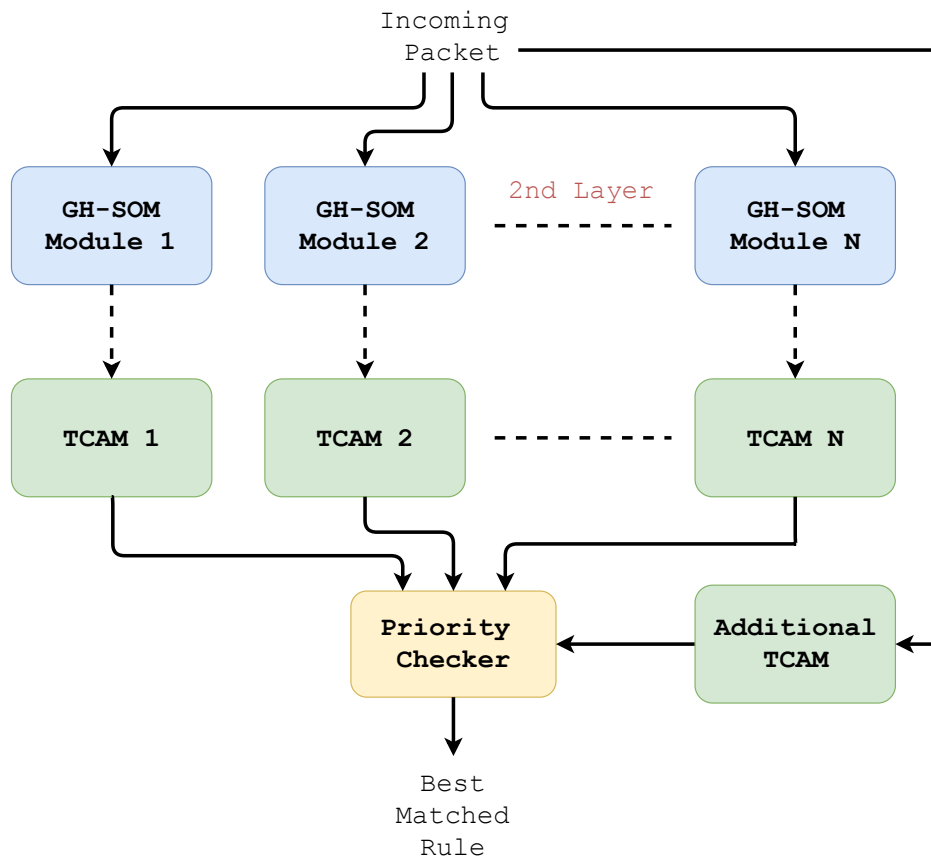 Incoming
Packet
2nd Layer
GH-SOM
Module 1
GH-SOM
Module 2
GH-SOM
Module N
TCAM 1
TCAM 2
TCAM N
Priority
Checker
Additional
TCAM
Best
Matched
Rule